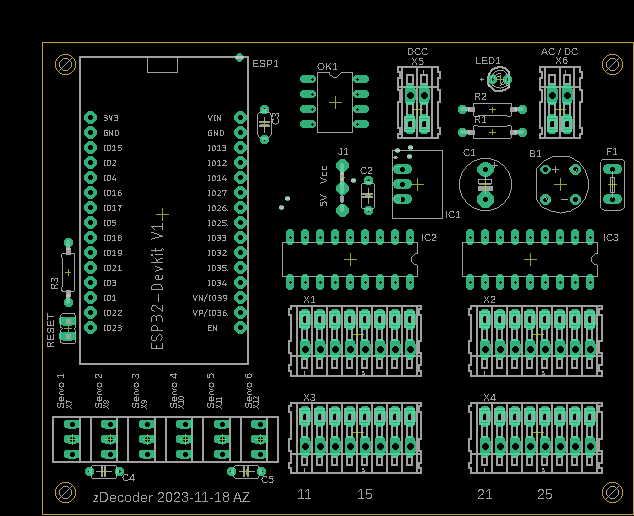 DCC
AC / DC
ESP1
OK1
X5
LED1
X6
R2
R1
C3
3V3
GND
IO15
IO2
IO4
IO16
IO17
IO5
IO18
IO19
IO21
IO3
IO1
IO22
IO23
VIN
GND
IO13
IO12
IO14
IO27
IO26
IO25
IO33
IO32
IO35
IO34
VN/IO39
VP/IO36
EN
ESP32-Devkit V1
J1
5V Vcc
C2
IC1
C1
B1
F1
IC2
IC3
R3
RESET
X1
X2
X3
X4
Servo 1
X7
Servo 2
X8
Servo 3
X9
Servo 4
X10
Servo 5
X11
Servo 6
X12
C4
C5
zDecoder 2023-11-18 AZ
11
15
21
25